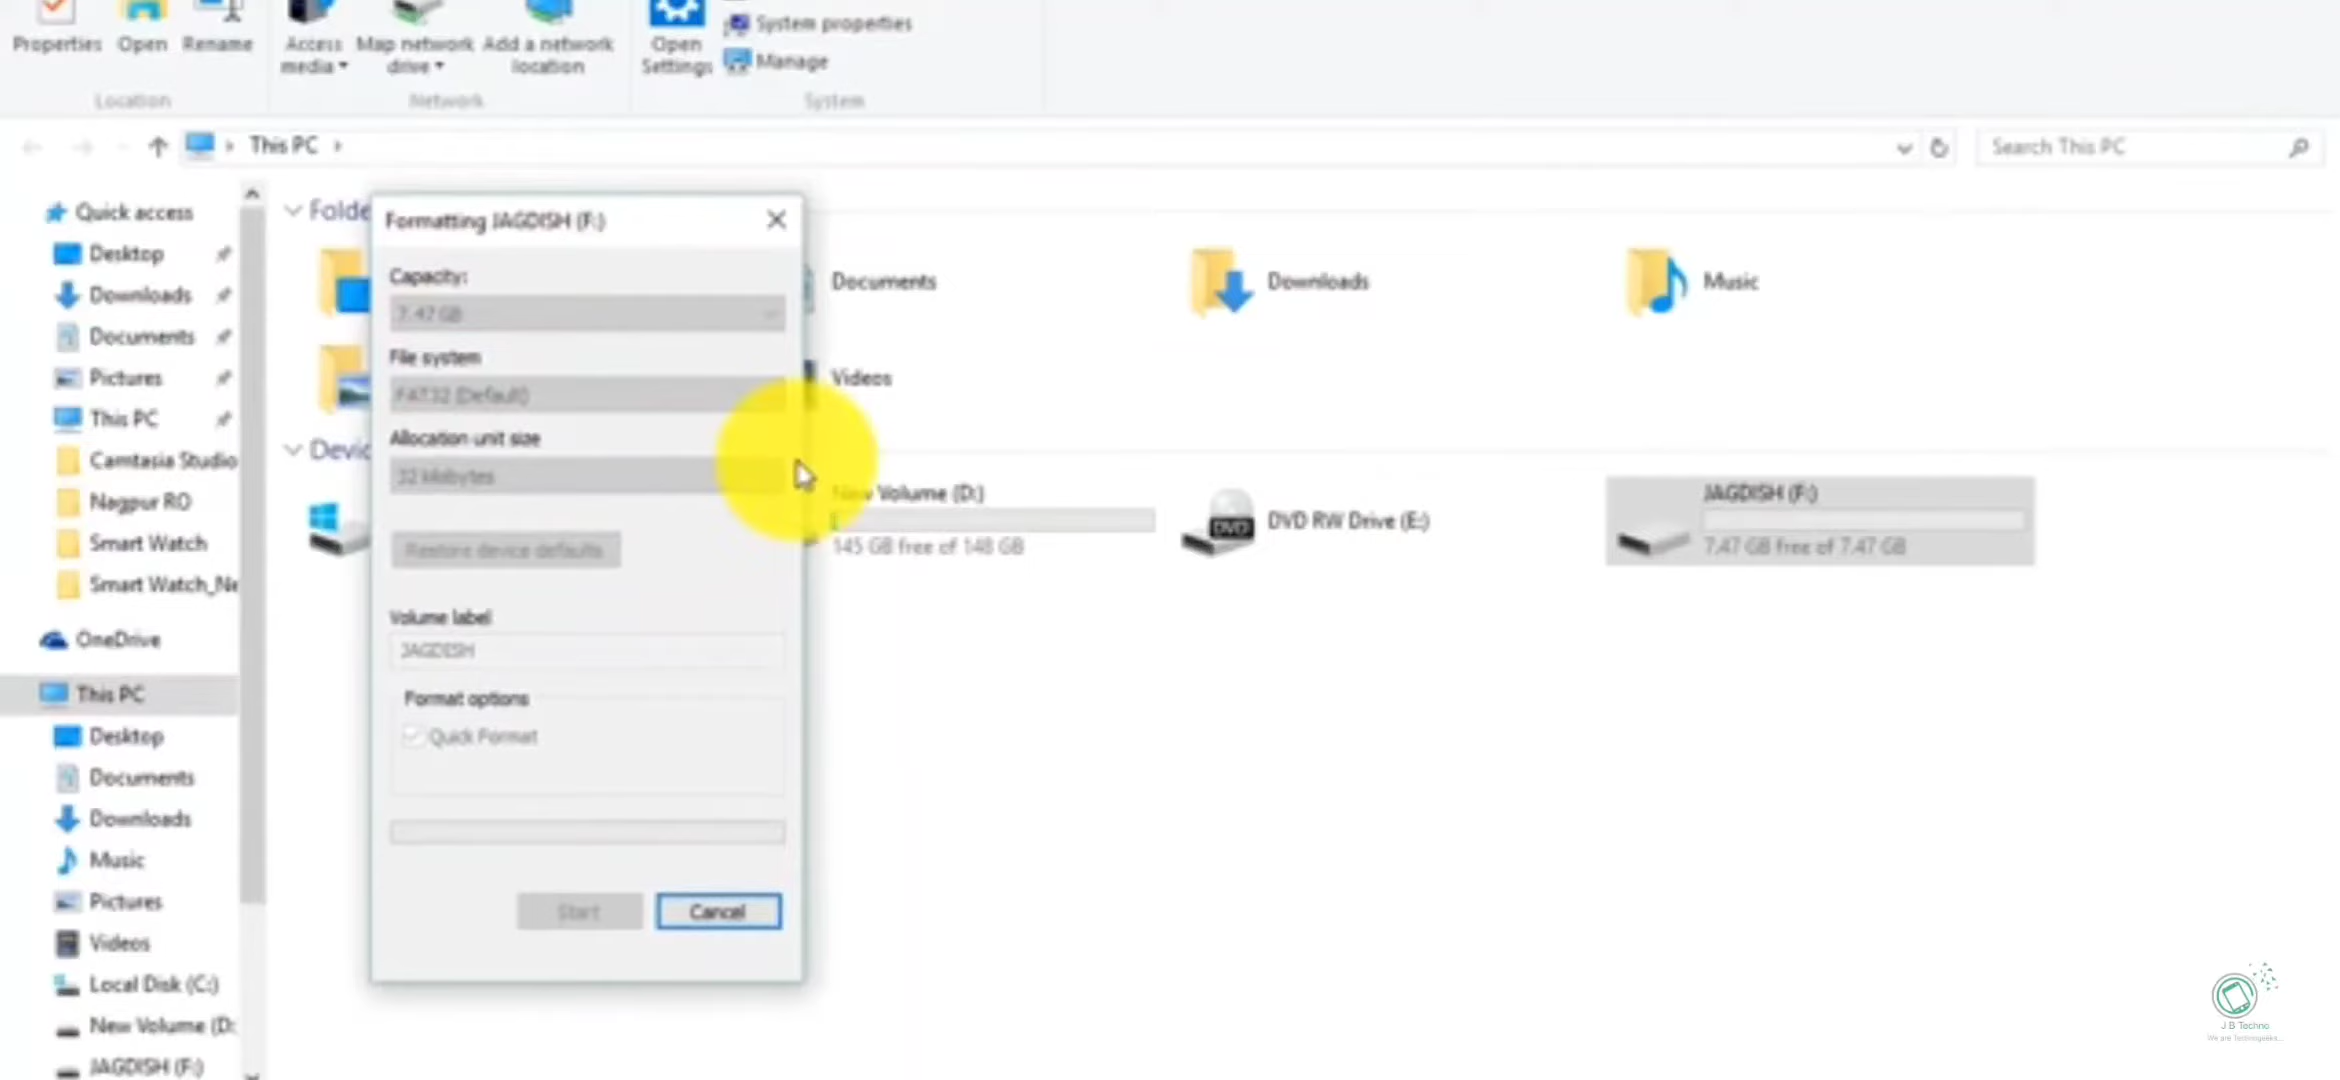 Properties
Open
Rename
Access
media
Map network
drive
Add a network
location
Open
Settings
System properties
Manage
Location
Network
System
This PC
Search This PC
Quick access
Desktop
Downloads
Documents
Pictures
This PC
Camtasia Studio
Nagpur RO
Smart Watch
Smart Watch_Ne
OneDrive
This PC
Desktop
Documents
Downloads
Music
Pictures
Videos
Local Disk (C:)
New Volume (D:
JAGDISH (F:)
Folde
Devic
Formatting JAGDISH (F:)
Capacity:
7.47 GB
File system
FAT32 (Default)
Allocation unit size
32 kilobytes
Restore device defaults
Volume label
JAGDISH
Format options
Quick Format
Start
Cancel
Documents
Downloads
Music
Videos
New Volume (D:)
145 GB free of 148 GB
DVD
DVD RW Drive (E:)
JAGDISH (F:)
7.47 GB free of 7.47 GB
J B Techno
We are Technogeeks...